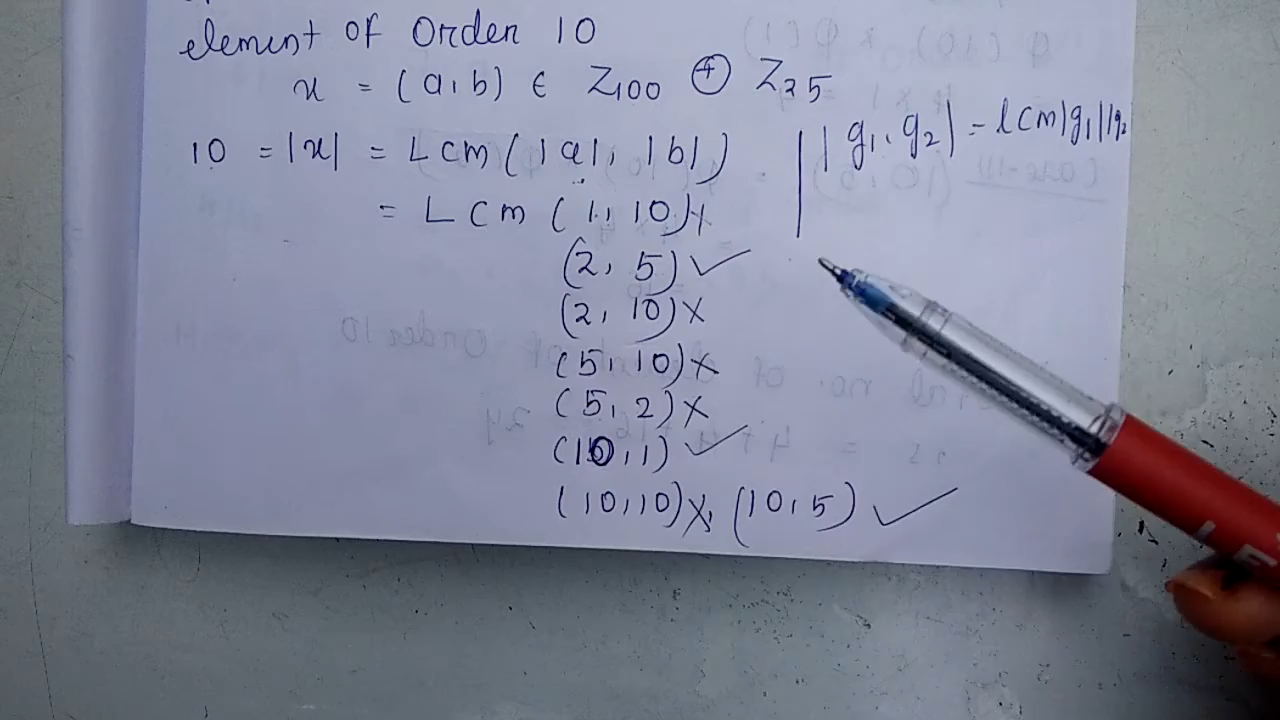 element of Order 10
x = (a, b) ∈ Z100 ⊕ Z25
10 = |x| = Lcm(|a|, |b|)
|g1, g2| = lcm|g1||g2
= Lcm (1, 10)×
(2, 5) ✓
(2, 10)×
(5, 10)×
(5, 2)×
(10, 1) ✓
(10, 10)×, (10, 5) ✓